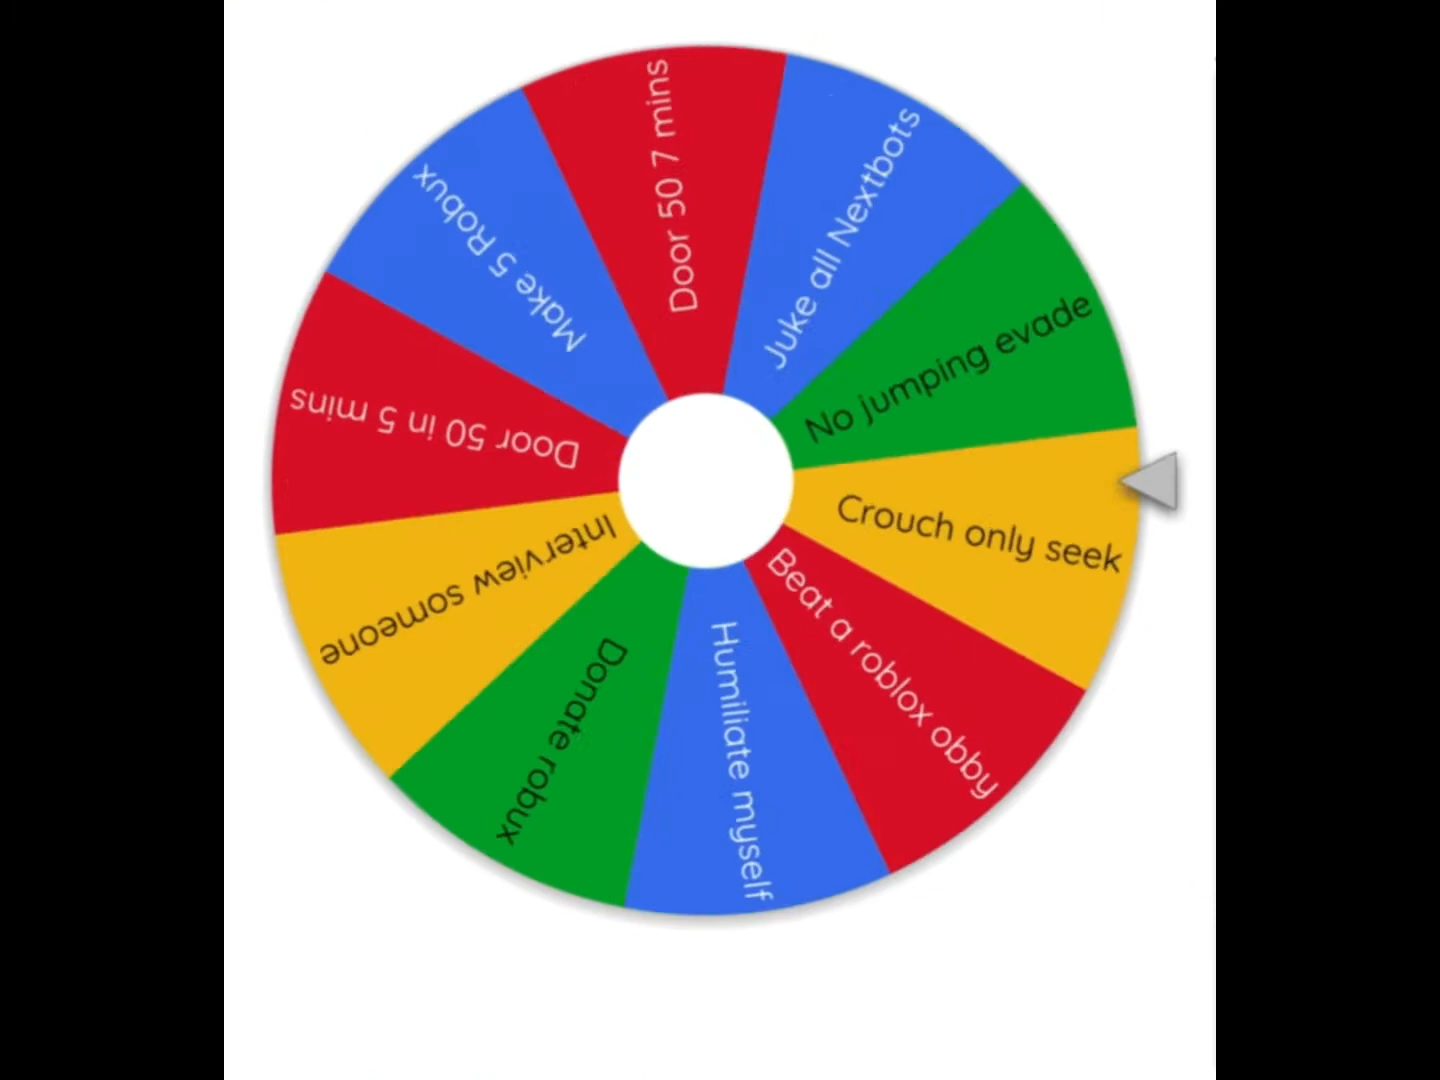 Door 50 7 mins
Juke all Nextbots
No jumping evade
Crouch only seek
Beat a roblox obby
Humiliate myself
Donate robux
Interview someone
Door 50 in 5 mins
Make 5 Robux